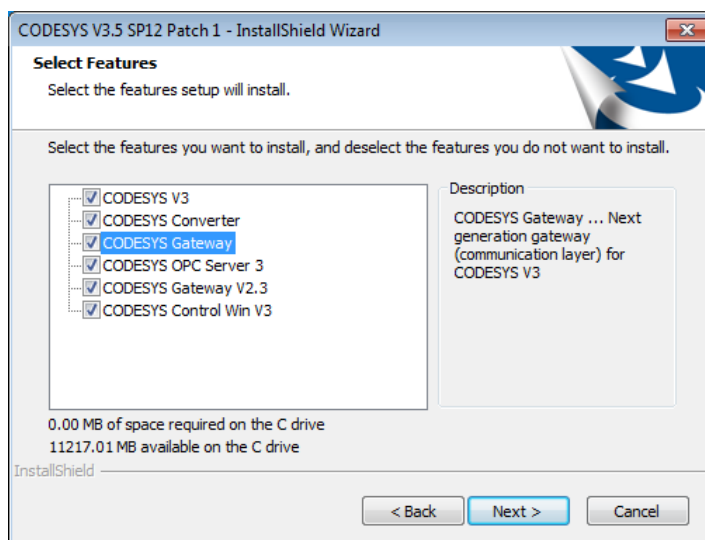 CODESYS V3.5 SP12 Patch 1 - InstallShield Wizard
Select Features
Select the features setup will install.
Select the features you want to install, and deselect the features you do not want to install.
CODESYS V3
CODESYS Converter
CODESYS Gateway
CODESYS OPC Server 3
CODESYS Gateway V2.3
CODESYS Control Win V3
Description
CODESYS Gateway ... Next
generation gateway
(communication layer) for
CODESYS V3
0.00 MB of space required on the C drive
11217.01 MB available on the C drive
InstallShield
< Back Next > Cancel